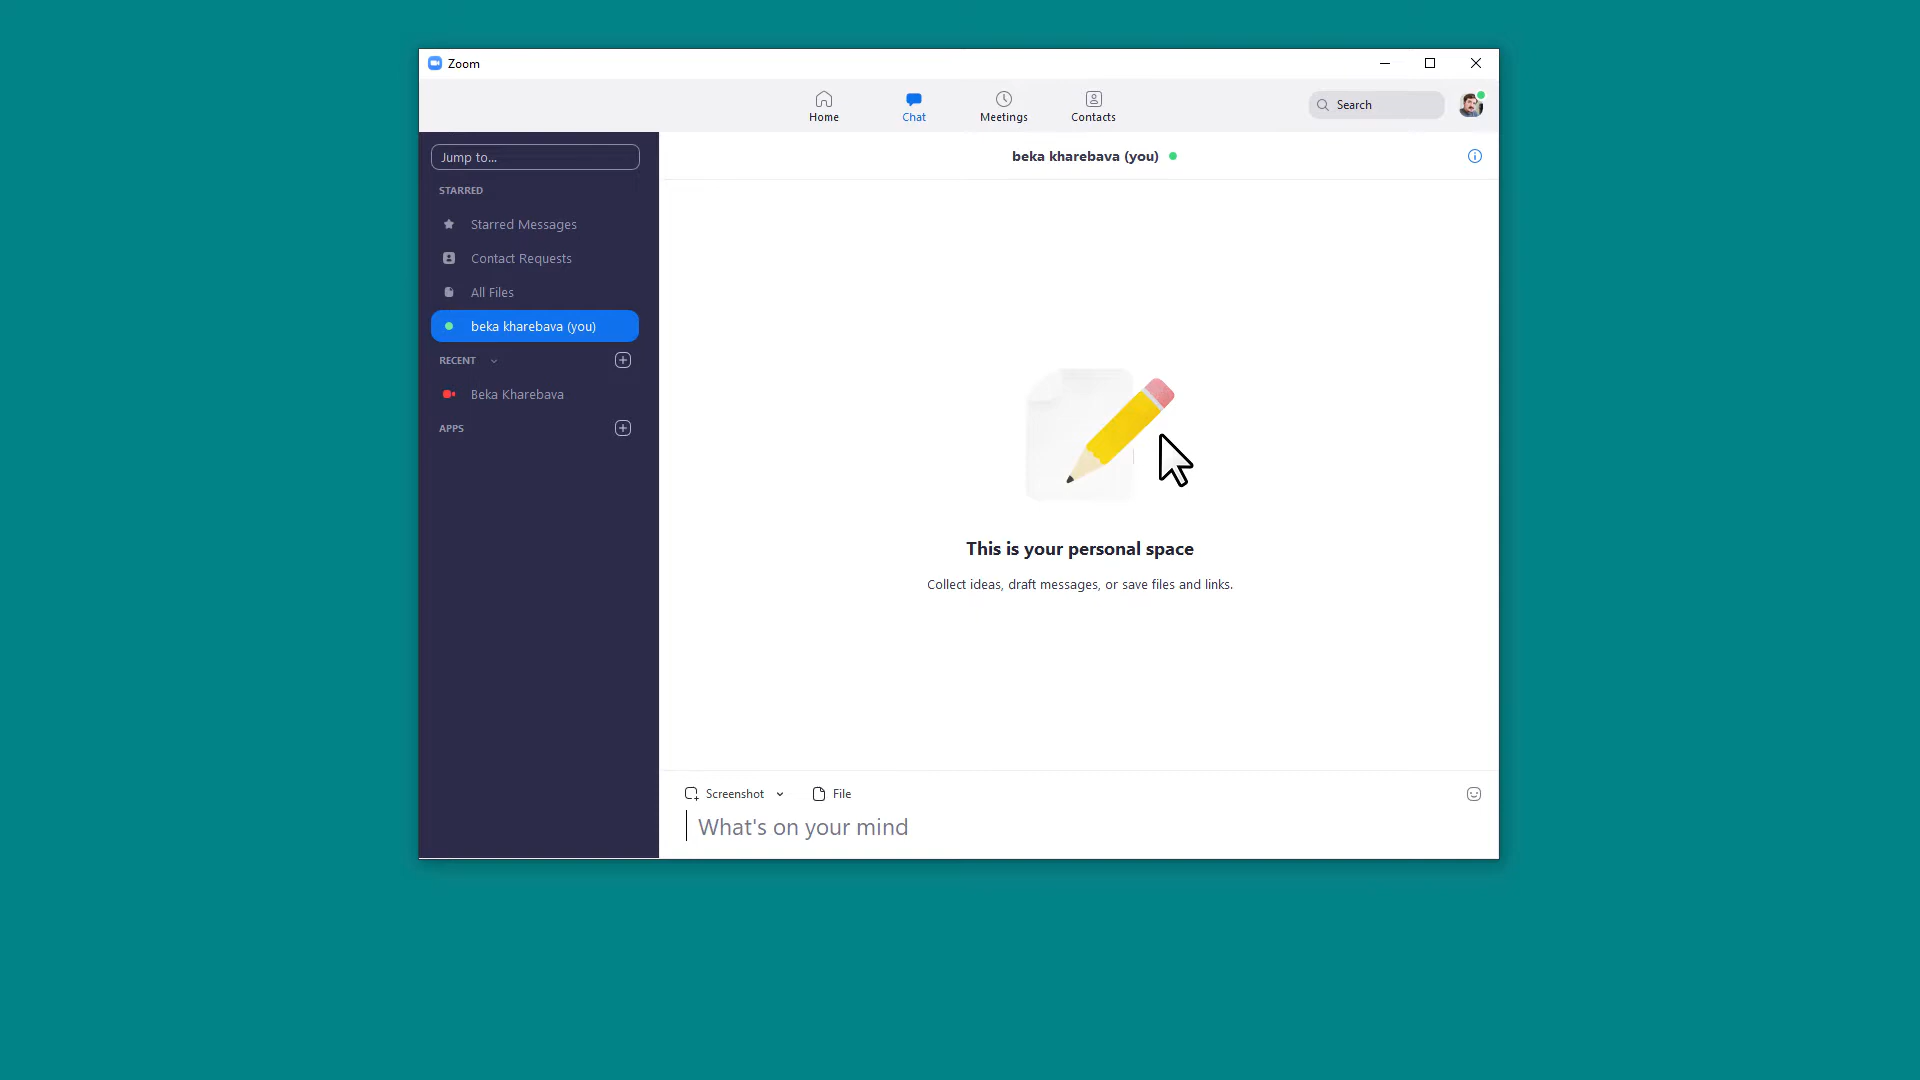 Zoom
Home
Chat
Meetings
Contacts
Search
Jump to...
beka kharebava (you)
STARRED
Starred Messages
Contact Requests
All Files
beka kharebava (you)
RECENT
Beka Kharebava
APPS
This is your personal space
Collect ideas, draft messages, or save files and links.
Screenshot
File
What's on your mind